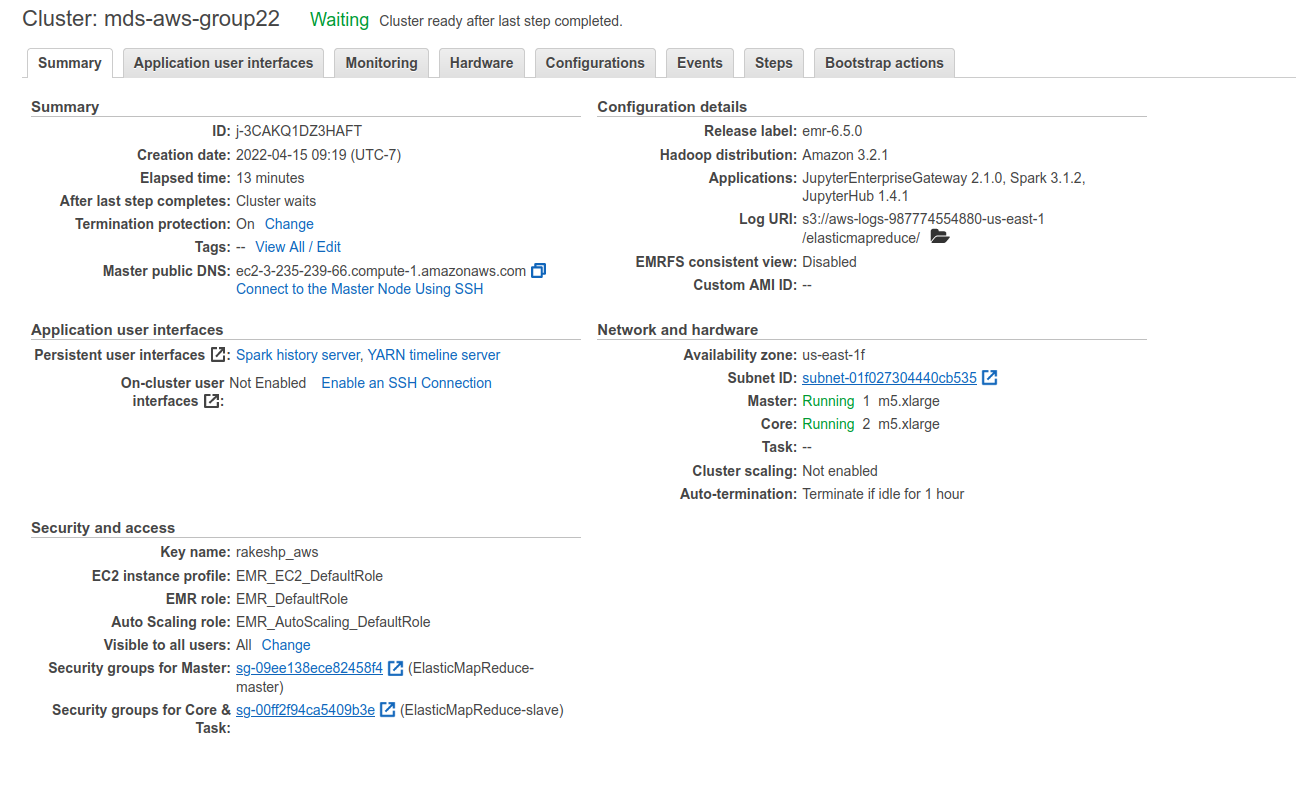 Cluster: mds-aws-group22 Waiting Cluster ready after last step completed.
Summary Application user interfaces Monitoring Hardware Configurations Events Steps Bootstrap actions
Summary
ID: j-3CAKQ1DZ3HAFT
Creation date: 2022-04-15 09:19 (UTC-7)
Elapsed time: 13 minutes
After last step completes: Cluster waits
Termination protection: On Change
Tags: -- View All / Edit
Master public DNS: ec2-3-235-239-66.compute-1.amazonaws.com
Connect to the Master Node Using SSH
Configuration details
Release label: emr-6.5.0
Hadoop distribution: Amazon 3.2.1
Applications: JupyterEnterpriseGateway 2.1.0, Spark 3.1.2,
JupyterHub 1.4.1
Log URI: s3://aws-logs-987774554880-us-east-1
/elasticmapreduce/
EMRFS consistent view: Disabled
Custom AMI ID: --
Application user interfaces
Persistent user interfaces : Spark history server, YARN timeline server
On-cluster user Not Enabled Enable an SSH Connection
interfaces :
Network and hardware
Availability zone: us-east-1f
Subnet ID: subnet-01f027304440cb535
Master: Running 1 m5.xlarge
Core: Running 2 m5.xlarge
Task: --
Cluster scaling: Not enabled
Auto-termination: Terminate if idle for 1 hour
Security and access
Key name: rakeshp_aws
EC2 instance profile: EMR_EC2_DefaultRole
EMR role: EMR_DefaultRole
Auto Scaling role: EMR_AutoScaling_DefaultRole
Visible to all users: All Change
Security groups for Master: sg-09ee138ece82458f4 (ElasticMapReduce-
master)
Security groups for Core & sg-00ff2f94ca5409b3e (ElasticMapReduce-slave)
Task: